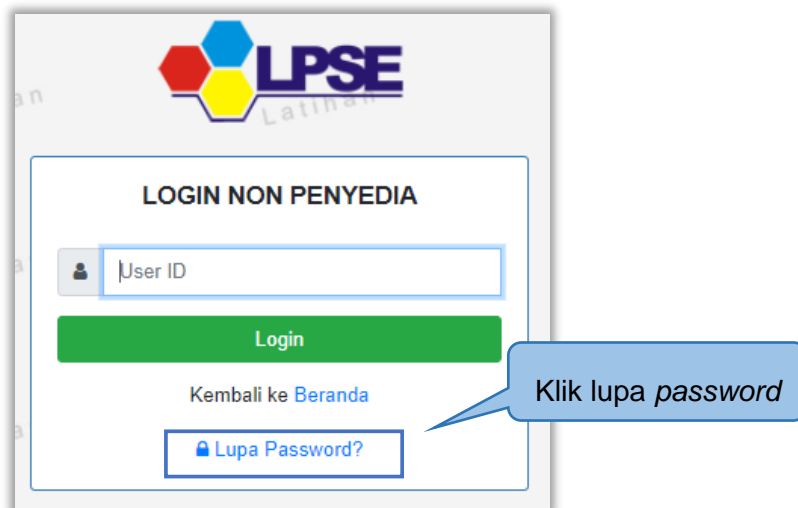 LPSE
Latihan
LOGIN NON PENYEDIA
User ID
Login
Kembali ke Beranda
Lupa Password?
Klik lupa password